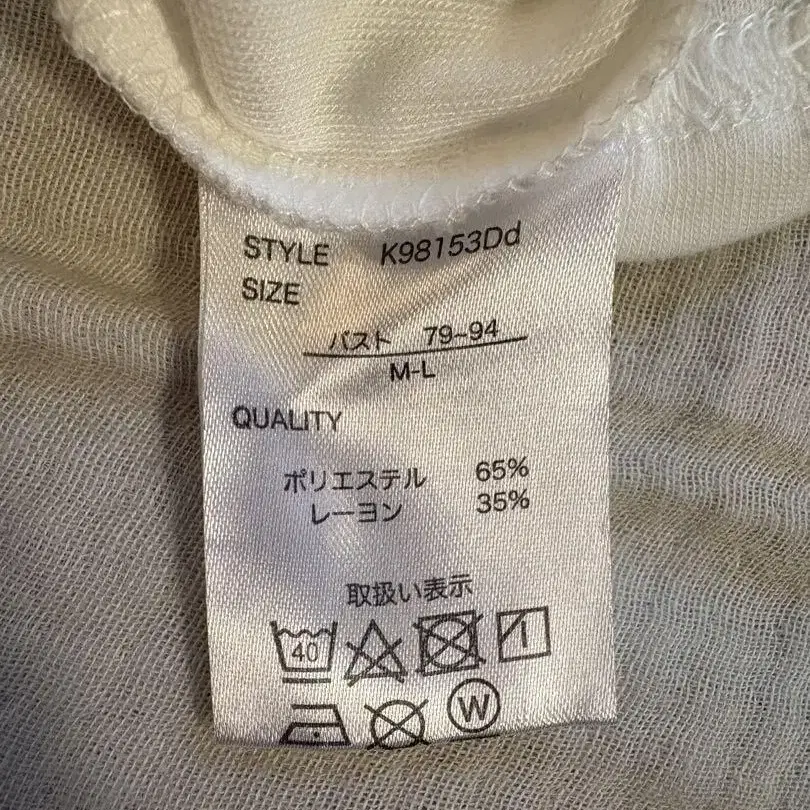 STYLE K98153Dd
SIZE
バスト 79~94
M-L
QUALITY
ポリエステル 65%
レーヨン 35%
取扱い表示
40
W